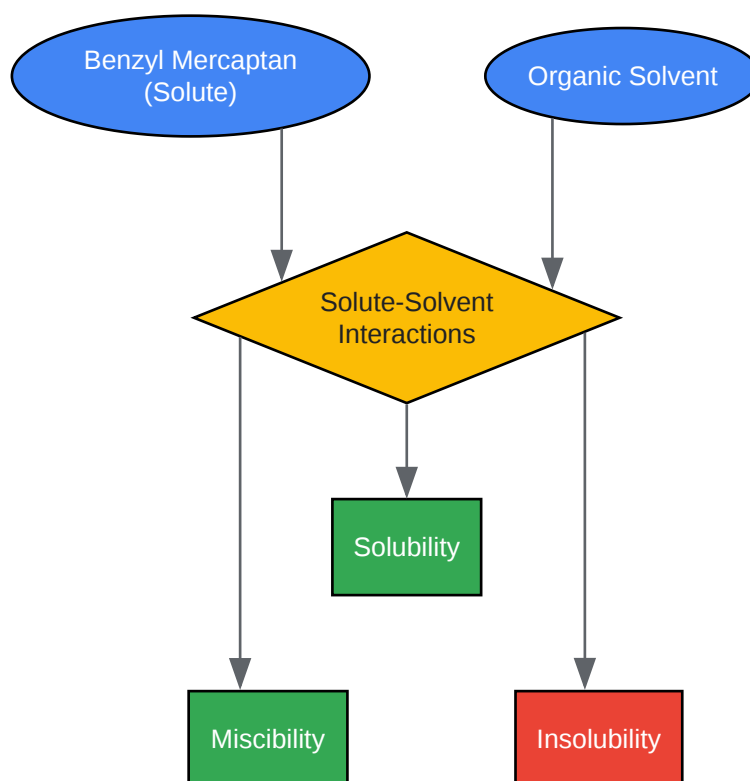 Benzyl Mercaptan
(Solute)
Organic Solvent
Solute-Solvent
Interactions
Solubility
Miscibility
Insolubility